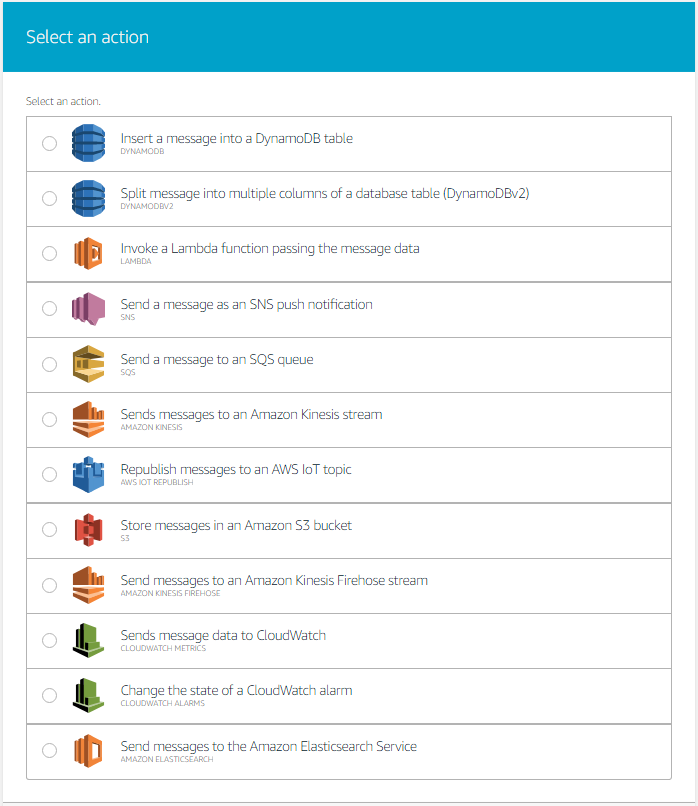 Select an action
Select an action.
Insert a message into a DynamoDB table
DYNAMODB
Split message into multiple columns of a database table (DynamoDBv2)
DYNAMODBV2
Invoke a Lambda function passing the message data
LAMBDA
Send a message as an SNS push notification
SNS
Send a message to an SQS queue
SQS
Sends messages to an Amazon Kinesis stream
AMAZON KINESIS
Republish messages to an AWS IoT topic
AWS IOT REPUBLISH
Store messages in an Amazon S3 bucket
S3
Send messages to an Amazon Kinesis Firehose stream
AMAZON KINESIS FIREHOSE
Sends message data to CloudWatch
CLOUDWATCH METRICS
Change the state of a CloudWatch alarm
CLOUDWATCH ALARMS
Send messages to the Amazon Elasticsearch Service
AMAZON ELASTICSEARCH